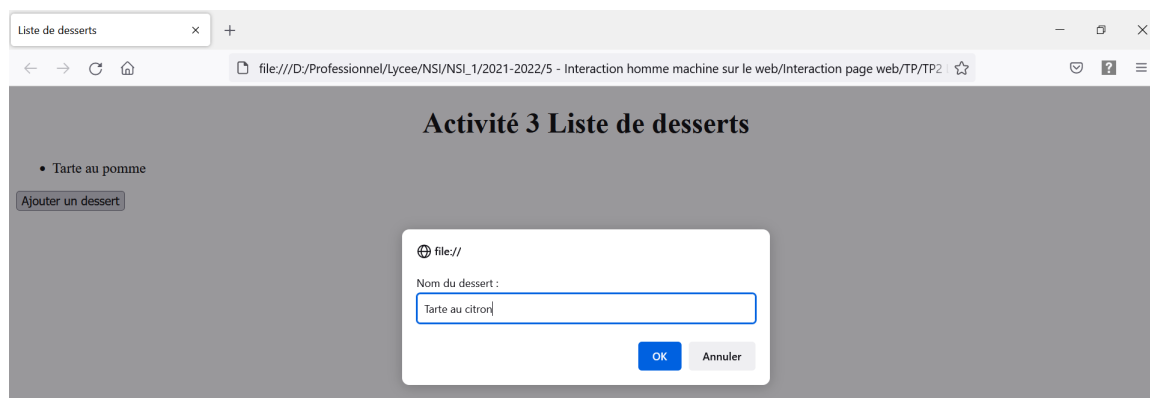 Liste de desserts
file:///D:/Professionnel/Lycee/NSI/NSI_1/2021-2022/5 - Interaction homme machine sur le web/Interaction page web/TP/TP2
Activité 3 Liste de desserts
Tarte au pomme
Ajouter un dessert
file://
Nom du dessert :
Tarte au citron
OK Annuler